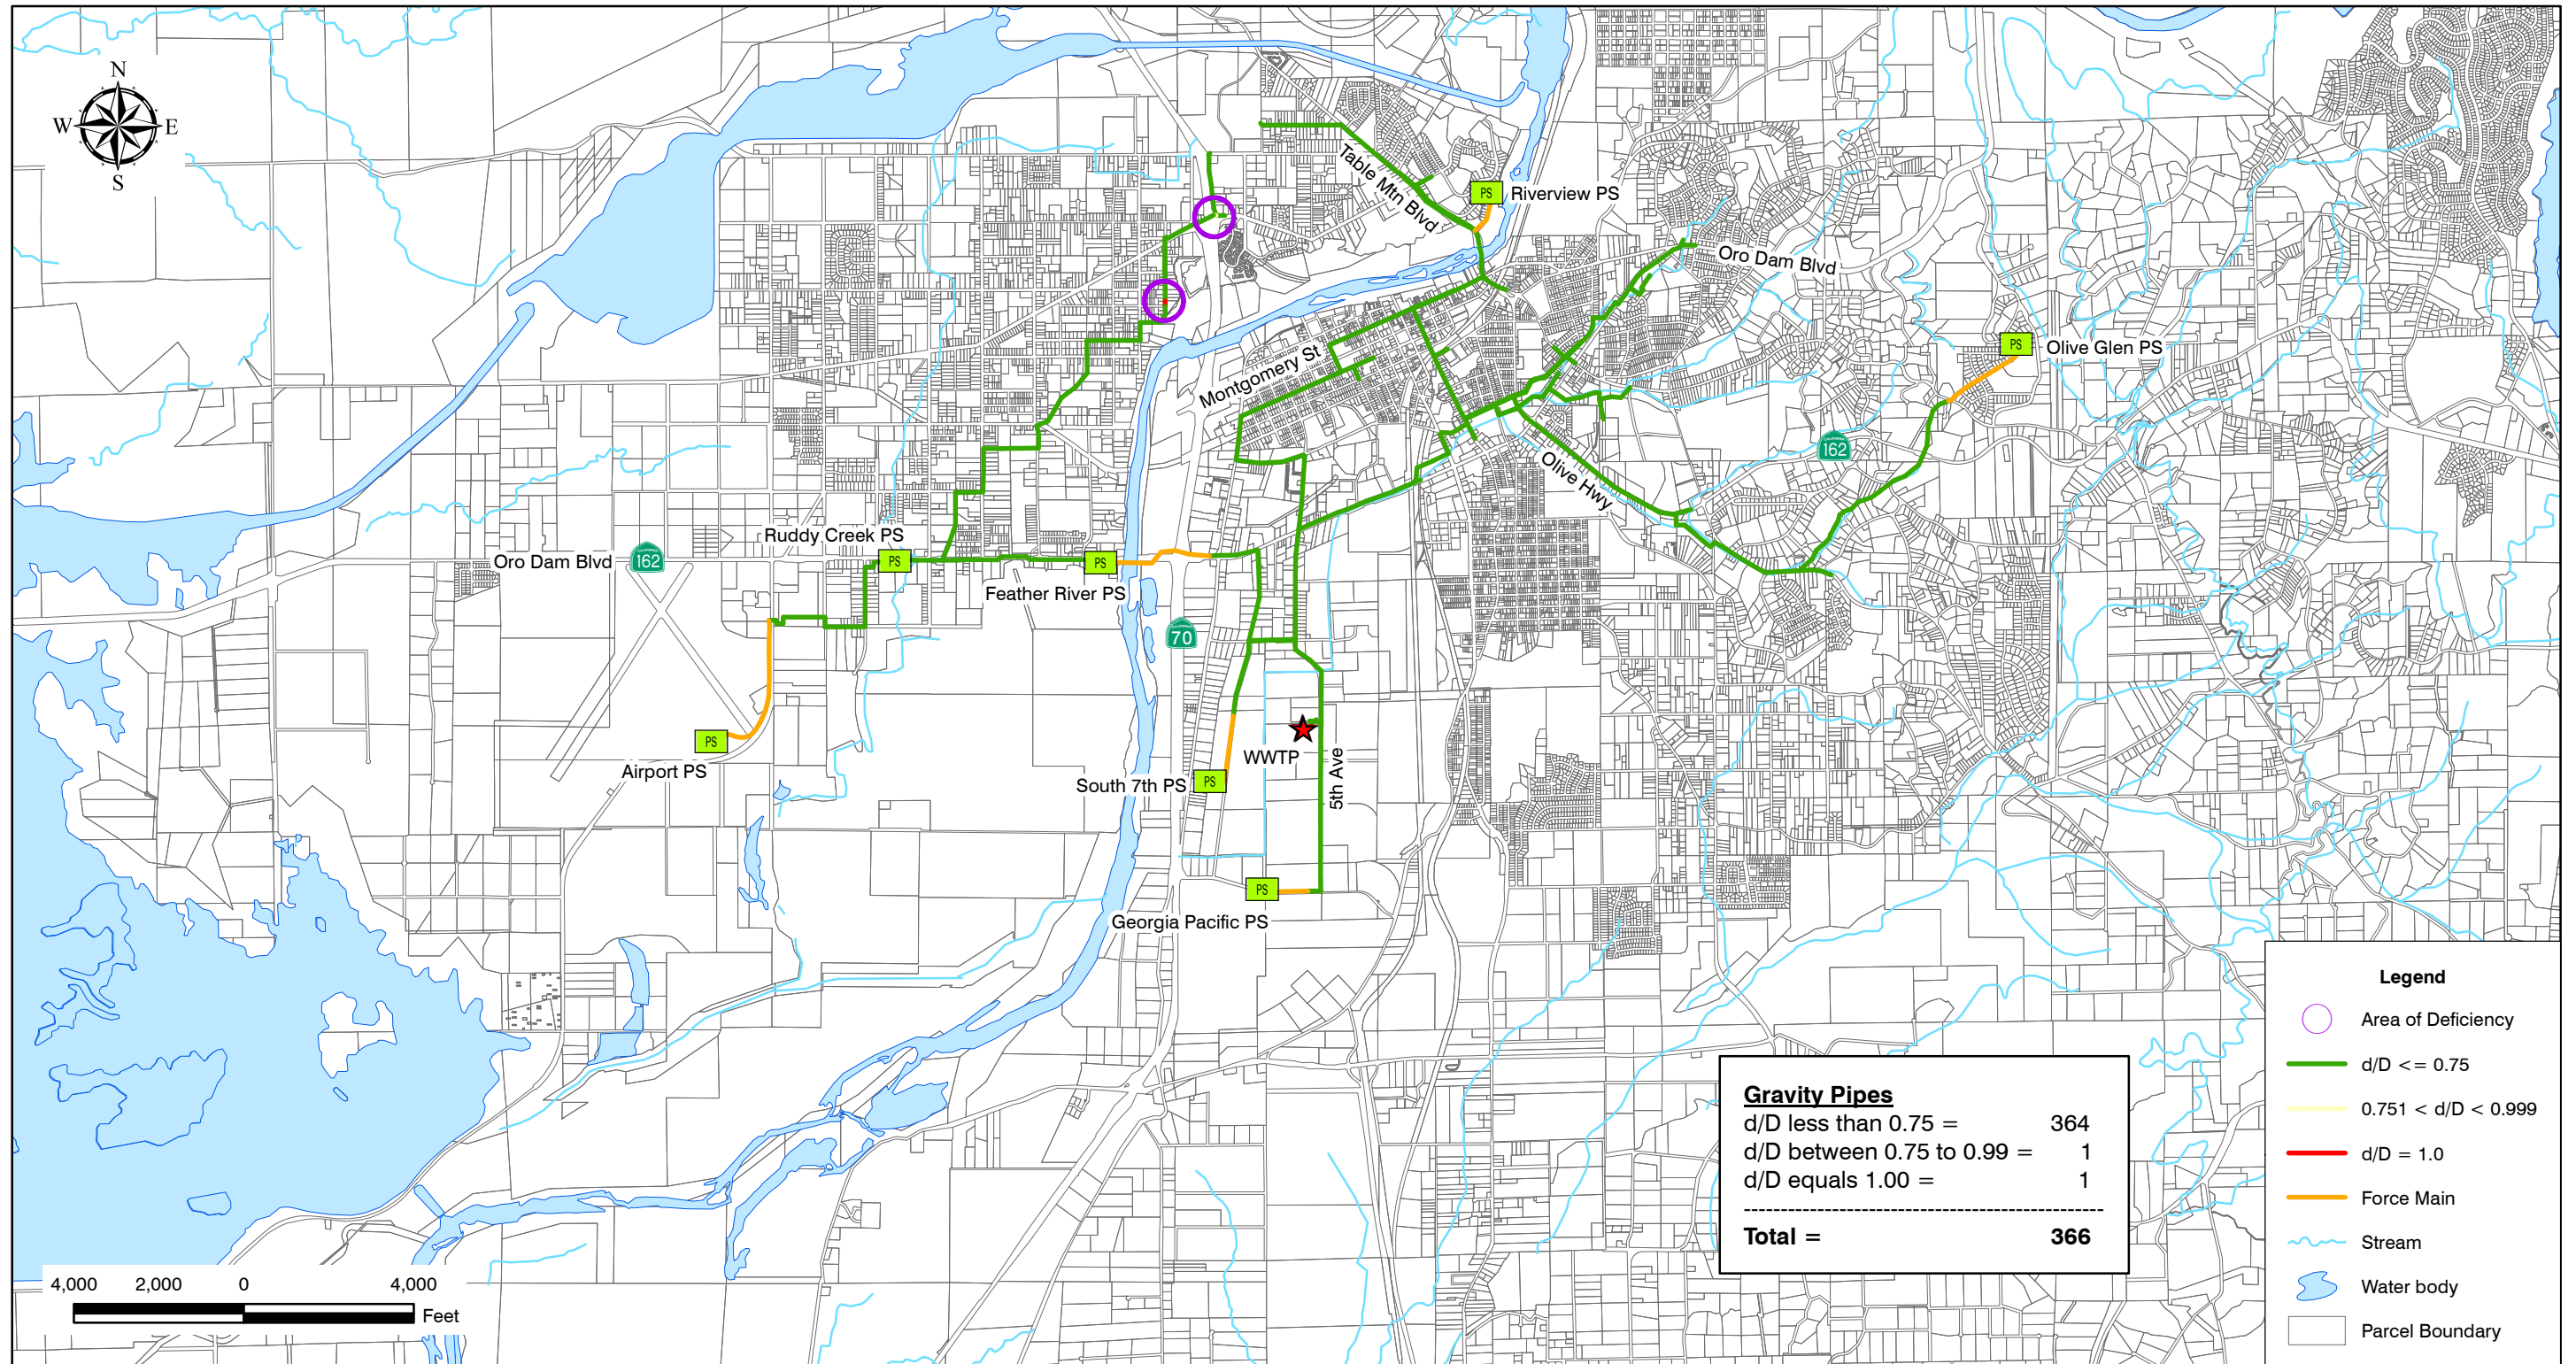 N
W
E
S
Table Mtn Blvd
PS
Riverview PS
Oro Dam Blvd
PS
Olive Glen PS
Montgomery St
CALIFORNIA
162
Olive Hwy
Ruddy Creek PS
Oro Dam Blvd
CALIFORNIA
162
PS
PS
Feather River PS
CALIFORNIA
70
PS
Airport PS
WWTP
South 7th PS
PS
5th Ave
PS
Georgia Pacific PS
Legend
Area of Deficiency
d/D <= 0.75
0.751 < d/D < 0.999
d/D = 1.0
Force Main
Stream
Water body
Parcel Boundary
Gravity Pipes
d/D less than 0.75 = 364
d/D between 0.75 to 0.99 = 1
d/D equals 1.00 = 1
Total = 366
4,000 2,000 0 4,000
Feet